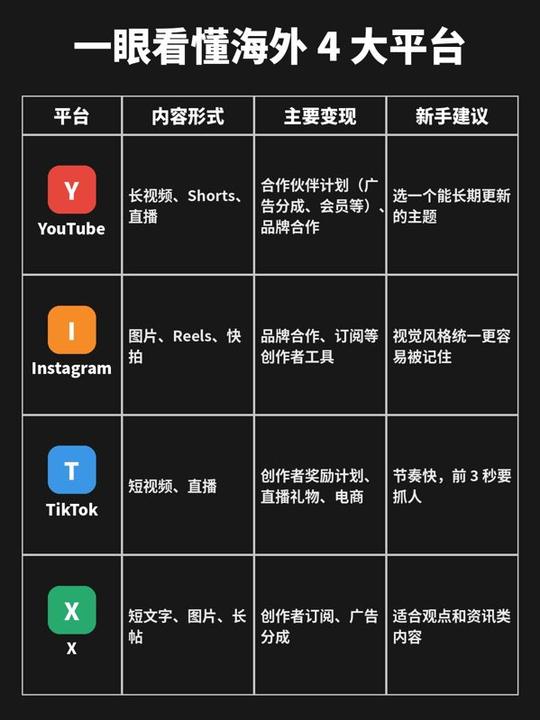 一眼看懂海外 4 大平台
平台
内容形式
主要变现
新手建议
Y
YouTube
长视频、Shorts、
直播
合作伙伴计划（广
告分成、会员等）、
品牌合作
选一个能长期更新
的主题
I
Instagram
图片、Reels、快
拍
品牌合作、订阅等
创作者工具
视觉风格统一更容
易被记住
T
TikTok
短视频、直播
创作者奖励计划、
直播礼物、电商
节奏快，前 3 秒要
抓人
X
X
短文字、图片、长
帖
创作者订阅、广告
分成
适合观点和资讯类
内容